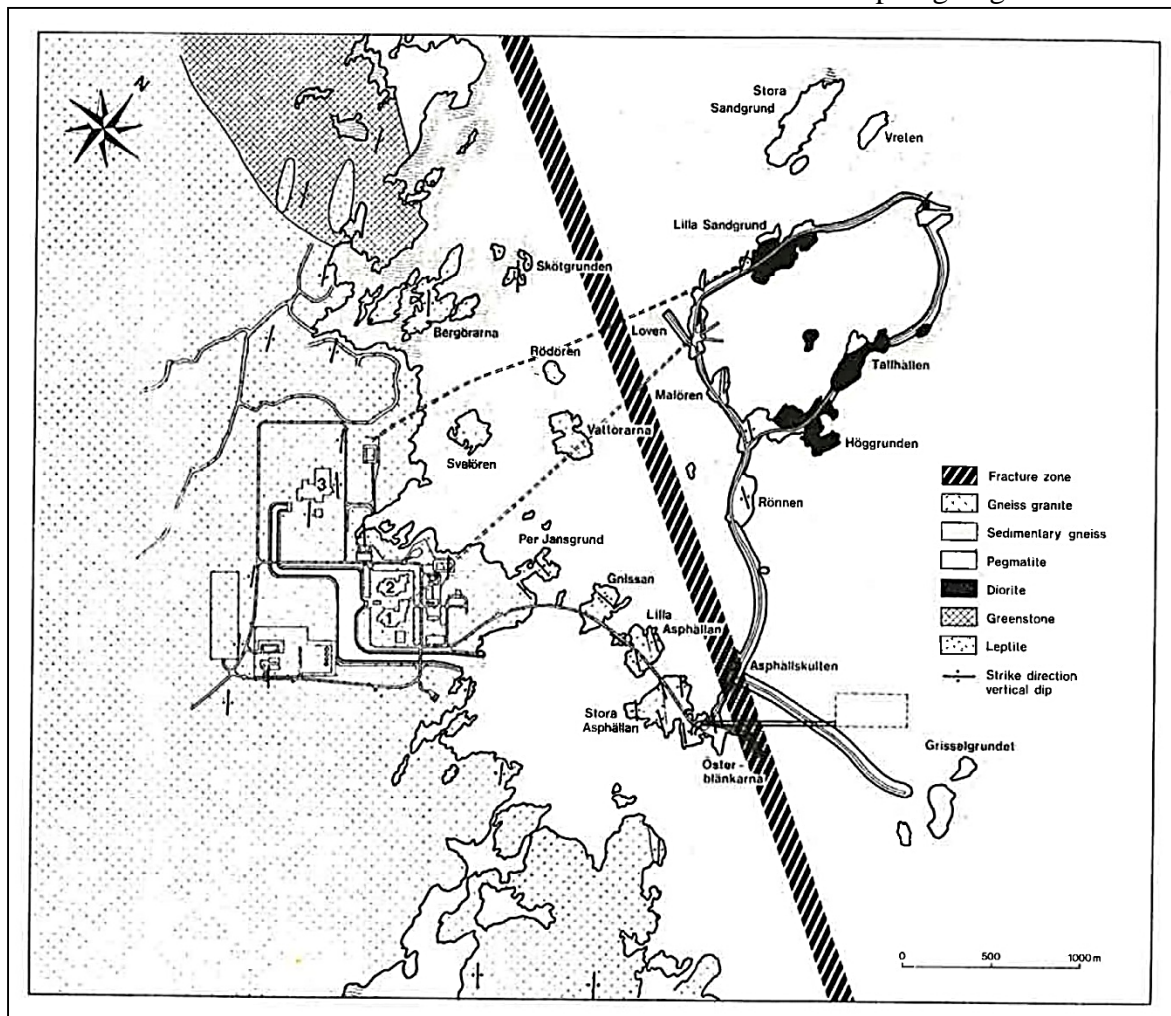 N
Stora
Sandgrund
Vrelen
Lilla Sandgrund
Skötgrunden
Bergörarna
Loven
Rödören
Tallhällen
Malören
Vattörarna
Svalören
Höggrunden
3
Rönnen
Per Jansgrund
Gnissan
2
1
Lilla
Asphällan
Asphällskulten
Stora
Asphällan
Öster-
blänkarna
Grisselgrundet
Fracture zone
Gneiss granite
Sedimentary gneiss
Pegmatite
Diorite
Greenstone
Leptite
Strike direction
vertical dip
0 500 1000 m